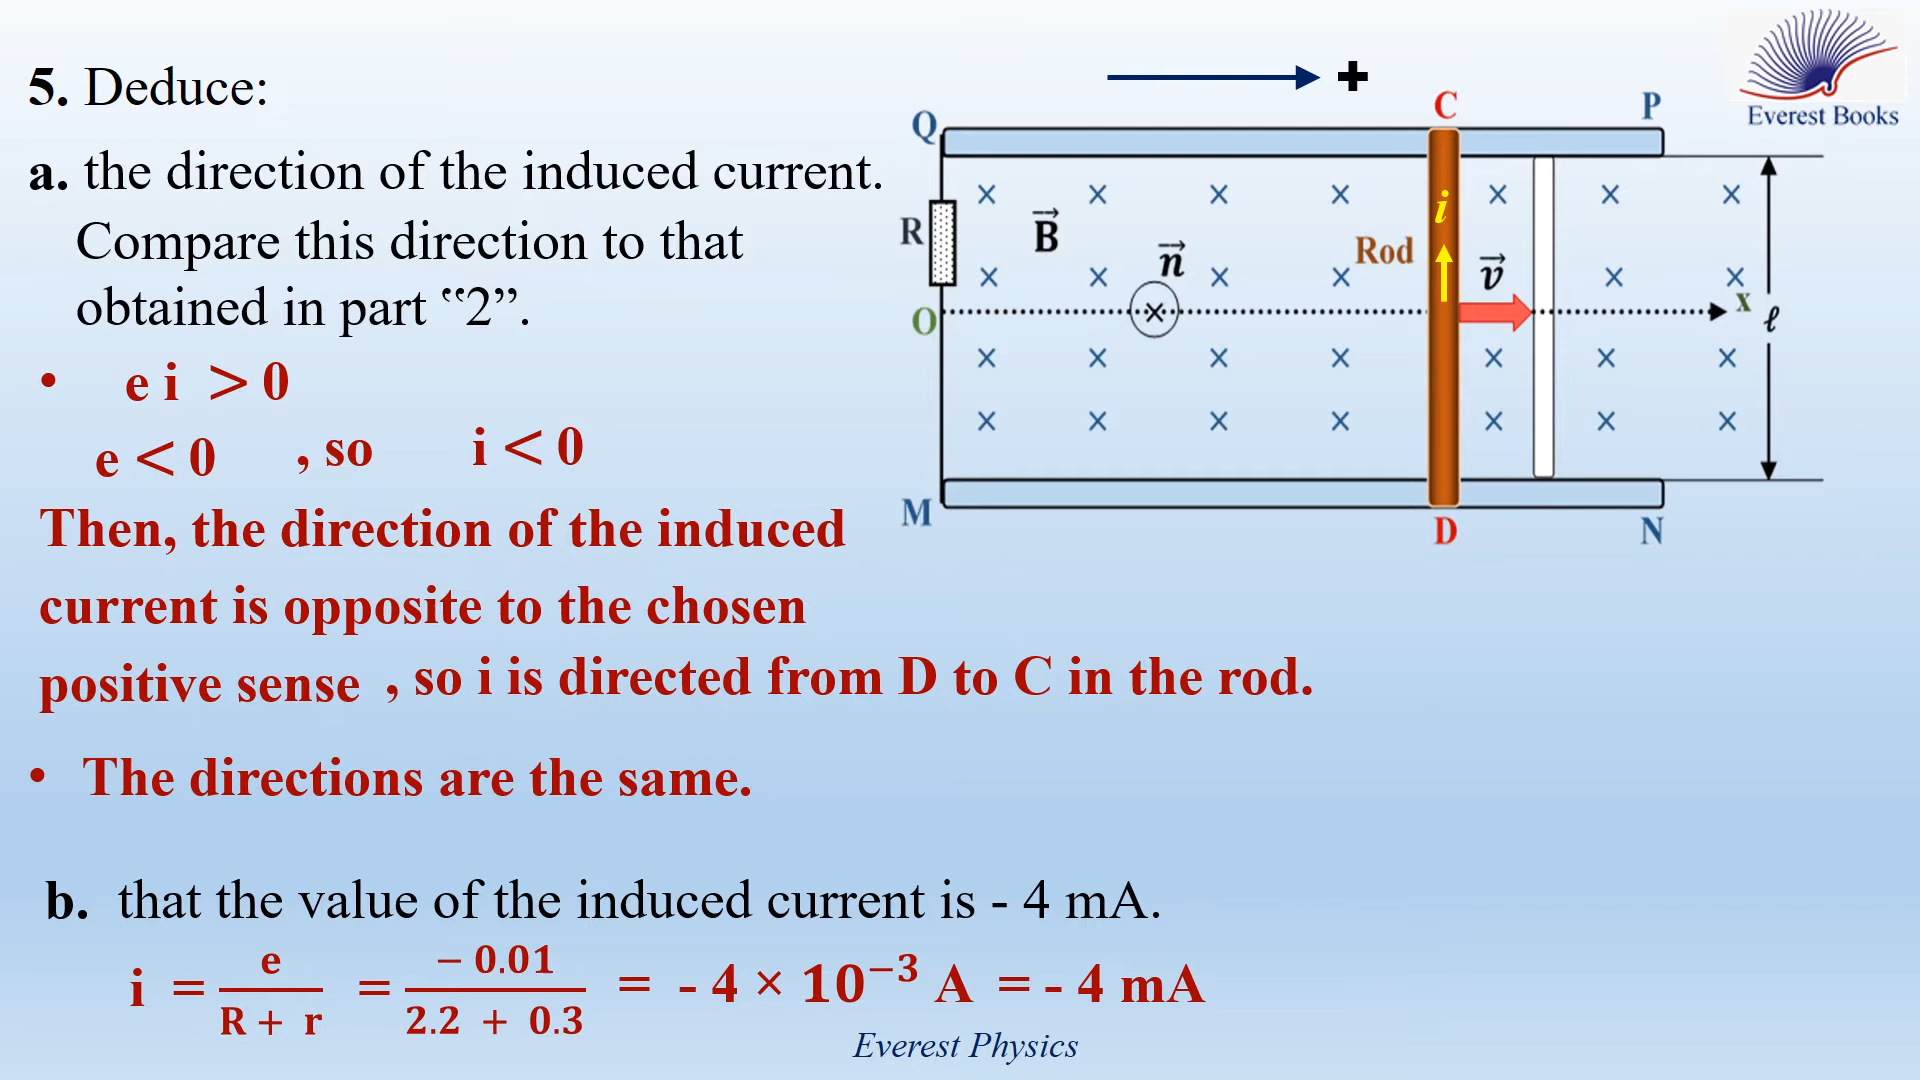 5. Deduce:
a. the direction of the induced current.
Compare this direction to that
obtained in part “2”.
• e i > 0
e < 0 , so i < 0
Then, the direction of the induced
current is opposite to the chosen
positive sense , so i is directed from D to C in the rod.
• The directions are the same.
b. that the value of the induced current is - 4 mA.
i = e / (R + r) = − 0.01 / (2.2 + 0.3) = - 4 × 10⁻³ A = - 4 mA
Everest Physics
+
Q
C
P
R
B⃗
n⃗
Rod
i
v⃗
O
x
ℓ
M
D
N
Everest Books